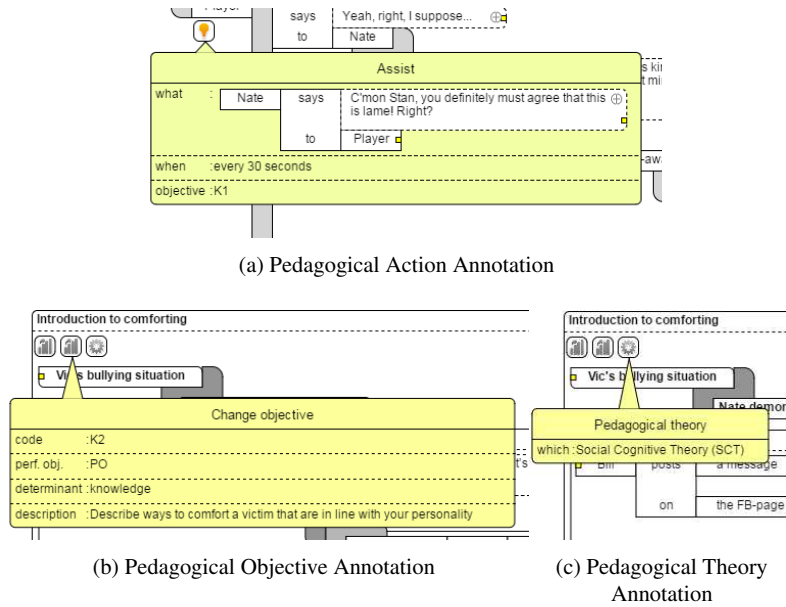 Player
says
Yeah, right, I suppose...
to
Nate
Assist
what :
Nate
says
C'mon Stan, you definitely must agree that this
is lame! Right?
to
Player
when :every 30 seconds
objective :K1
(a) Pedagogical Action Annotation
Introduction to comforting
Vic's bullying situation
Change objective
code :K2
perf. obj. :PO
determinant :knowledge
description :Describe ways to comfort a victim that are in line with your personality
(b) Pedagogical Objective Annotation
Introduction to comforting
Vic's bullying situation
Nate demon
Pedagogical theory
which :Social Cognitive Theory (SCT)
Bill
posts
a message
on
the FB-page
(c) Pedagogical Theory
Annotation